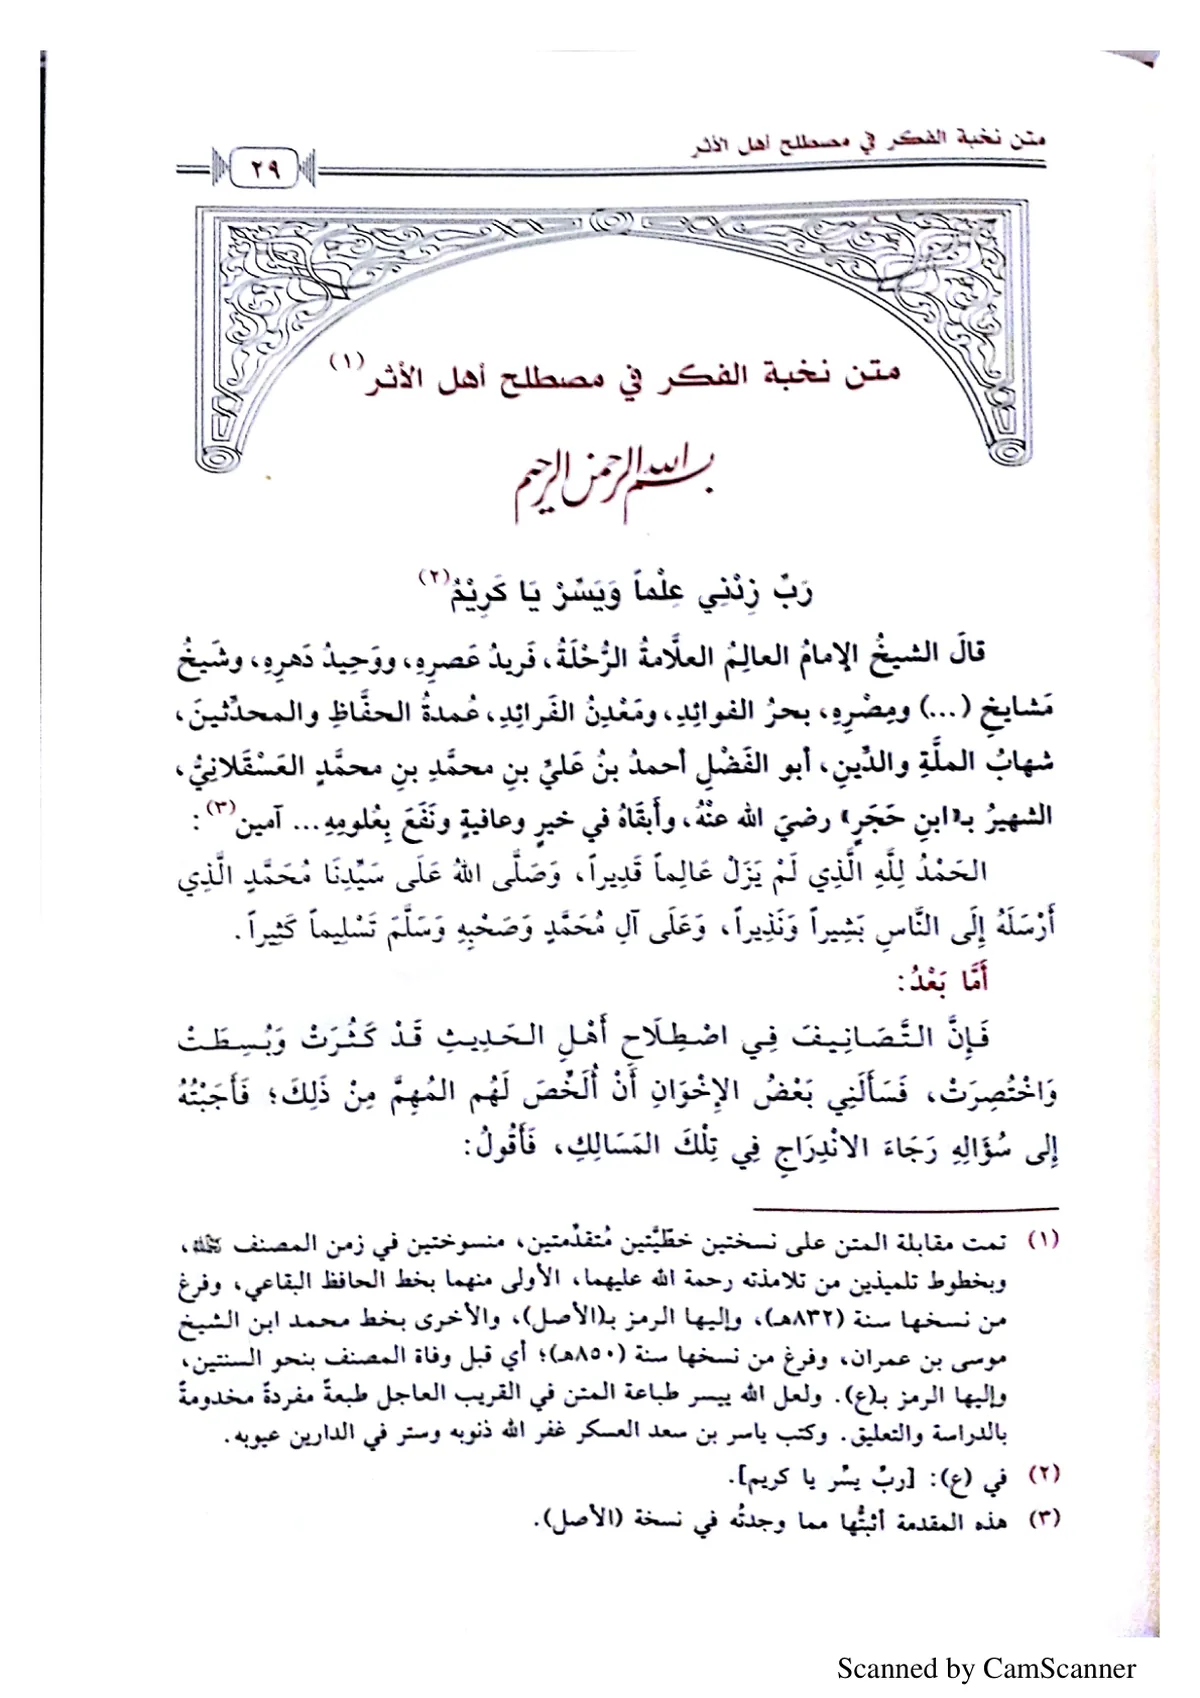 متن نخبة الفكر في مصطلح أهل الأثر
٢٩
متن نخبة الفكر في مصطلح أهل الأثر(١)
بسم الله الرحمن الرحيم
رَبِّ زِدْنِي عِلْماً وَيَسِّرْ يَا كَرِيْمُ(٢)
قالَ الشيخُ الإمامُ العالِمُ العلَّامةُ الرُّحْلَةُ، فَريدُ عَصرِهِ، ووَحِيدُ دَهرِهِ، وشَيخُ
مَشايخِ (...) ومِصْرِهِ، بحرُ الفوائِدِ، ومَعْدِنُ الفَرائِدِ، عُمدةُ الحفَّاظِ والمحدِّثينَ،
شهابُ الملَّةِ والدِّينِ، أبو الفَضْلِ أحمدُ بنُ عَليِّ بنِ محمَّدِ بنِ محمَّدٍ العَسْقَلانِيُّ،
الشهيرُ بـ«ابنِ حَجَرٍ» رضيَ الله عنْهُ، وأَبقَاهُ في خيرٍ وعافيةٍ ونَفَعَ بِعُلومِهِ... آمين(٣):
الحَمْدُ لِلَّهِ الَّذِي لَمْ يَزَلْ عَالِماً قَدِيراً، وَصَلَّى اللهُ عَلَى سَيِّدِنَا مُحَمَّدٍ الَّذِي
أَرْسَلَهُ إِلَى النَّاسِ بَشِيراً وَنَذِيراً، وَعَلَى آلِ مُحَمَّدٍ وَصَحْبِهِ وَسَلَّمَ تَسْلِيماً كَثِيراً.
أَمَّا بَعْدُ:
فَإِنَّ التَّصَانِيفَ فِي اصْطِلَاحِ أَهْلِ الحَدِيثِ قَدْ كَثُرَتْ وَبُسِطَتْ
وَاخْتُصِرَتْ، فَسَأَلَنِي بَعْضُ الإِخْوَانِ أَنْ أُلَخِّصَ لَهُم المُهِمَّ مِنْ ذَلِكَ؛ فَأَجَبْتُهُ
إِلى سُؤَالِهِ رَجَاءَ الانْدِرَاجِ فِي تِلْكَ المَسَالِكِ، فَأَقُولُ:
(١) تمت مقابلة المتن على نسختين خطيَّتين مُتقدِّمتين، منسوختين في زمن المصنف رحمه الله،
وبخطوط تلميذين من تلامذته رحمة الله عليهما، الأولى منهما بخط الحافظ البقاعي، وفرغ
من نسخها سنة (٨٣٢هـ)، وإليها الرمز بـ(الأصل)، والأخرى بخط محمد ابن الشيخ
موسى بن عمران، وفرغ من نسخها سنة (٨٥٠هـ)؛ أي قبل وفاة المصنف بنحو السنتين،
وإليها الرمز بـ(ع). ولعل الله ييسر طباعة المتن في القريب العاجل طبعةً مفردةً مخدومةً
بالدراسة والتعليق. وكتب ياسر بن سعد العسكر غفر الله ذنوبه وستر في الدارين عيوبه.
(٢) في (ع): [ربِّ يسِّر يا كريم].
(٣) هذه المقدمة أثبتُّها مما وجدتُه في نسخة (الأصل).
Scanned by CamScanner